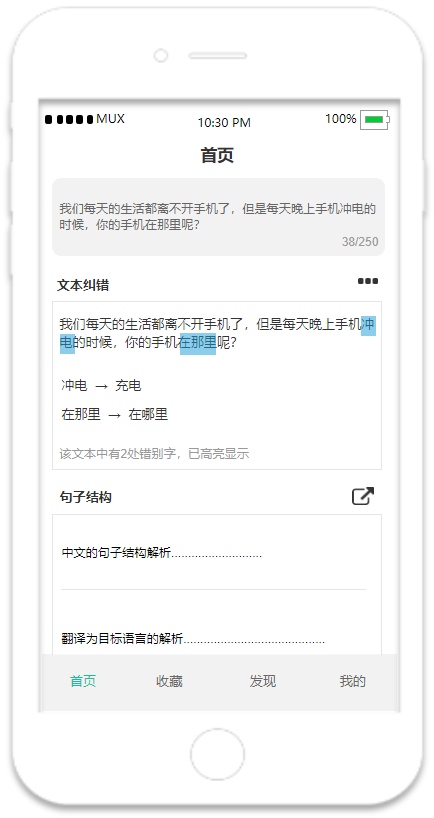 MUX
10:30 PM
100%
首页
我们每天的生活都离不开手机了，但是每天晚上手机冲电的
时候，你的手机在那里呢？
38/250
文本纠错
我们每天的生活都离不开手机了，但是每天晚上手机冲
电的时候，你的手机在那里呢？
冲电 → 充电
在那里 → 在哪里
该文本中有2处错别字，已高亮显示
句子结构
中文的句子结构解析...........................
翻译为目标语言的解析..........................................
首页
收藏
发现
我的